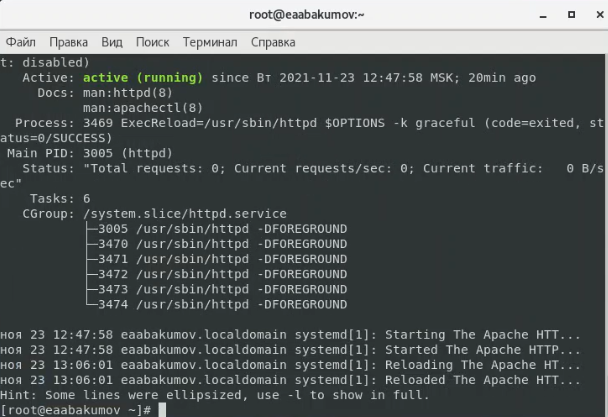 root@eaabakumov:~
Файл Правка Вид Поиск Терминал Справка
t: disabled)
   Active: active (running) since Вт 2021-11-23 12:47:58 MSK; 20min ago
     Docs: man:httpd(8)
           man:apachectl(8)
  Process: 3469 ExecReload=/usr/sbin/httpd $OPTIONS -k graceful (code=exited, st
atus=0/SUCCESS)
 Main PID: 3005 (httpd)
   Status: "Total requests: 0; Current requests/sec: 0; Current traffic:   0 B/s
ec"
    Tasks: 6
   CGroup: /system.slice/httpd.service
           ├─3005 /usr/sbin/httpd -DFOREGROUND
           ├─3470 /usr/sbin/httpd -DFOREGROUND
           ├─3471 /usr/sbin/httpd -DFOREGROUND
           ├─3472 /usr/sbin/httpd -DFOREGROUND
           ├─3473 /usr/sbin/httpd -DFOREGROUND
           └─3474 /usr/sbin/httpd -DFOREGROUND

ноя 23 12:47:58 eaabakumov.localdomain systemd[1]: Starting The Apache HTT...
ноя 23 12:47:58 eaabakumov.localdomain systemd[1]: Started The Apache HTTP...
ноя 23 13:06:01 eaabakumov.localdomain systemd[1]: Reloading The Apache HT...
ноя 23 13:06:01 eaabakumov.localdomain systemd[1]: Reloaded The Apache HTT...
Hint: Some lines were ellipsized, use -l to show in full.
[root@eaabakumov ~]#